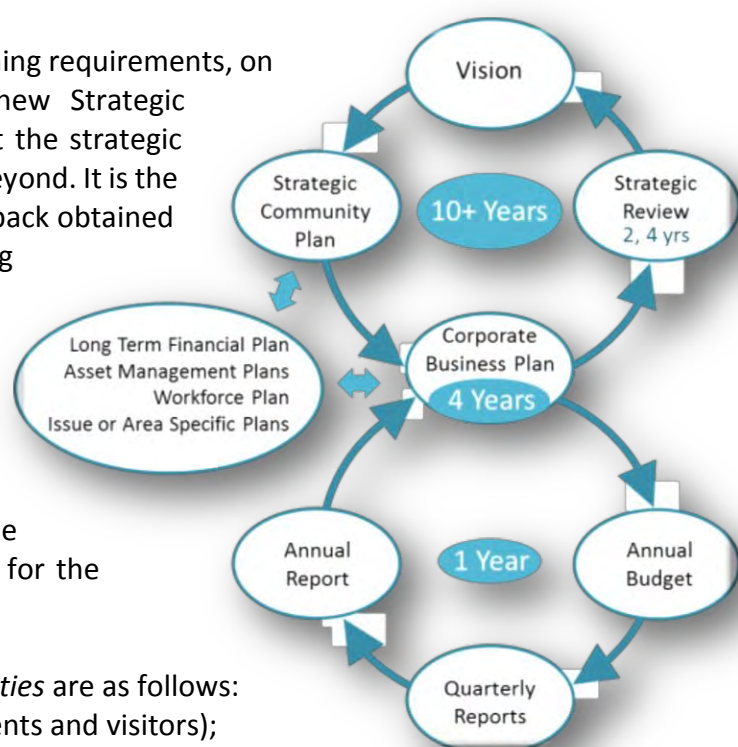 ing requirements, on
new Strategic
t the strategic
eyond. It is the
back obtained
g
e
for the
ties are as follows:
ents and visitors);
Vision
Strategic
Community
Plan
10+ Years
Strategic
Review
2, 4 yrs
Long Term Financial Plan
Asset Management Plans
Workforce Plan
Issue or Area Specific Plans
Corporate
Business Plan
4 Years
Annual
Report
1 Year
Annual
Budget
Quarterly
Reports